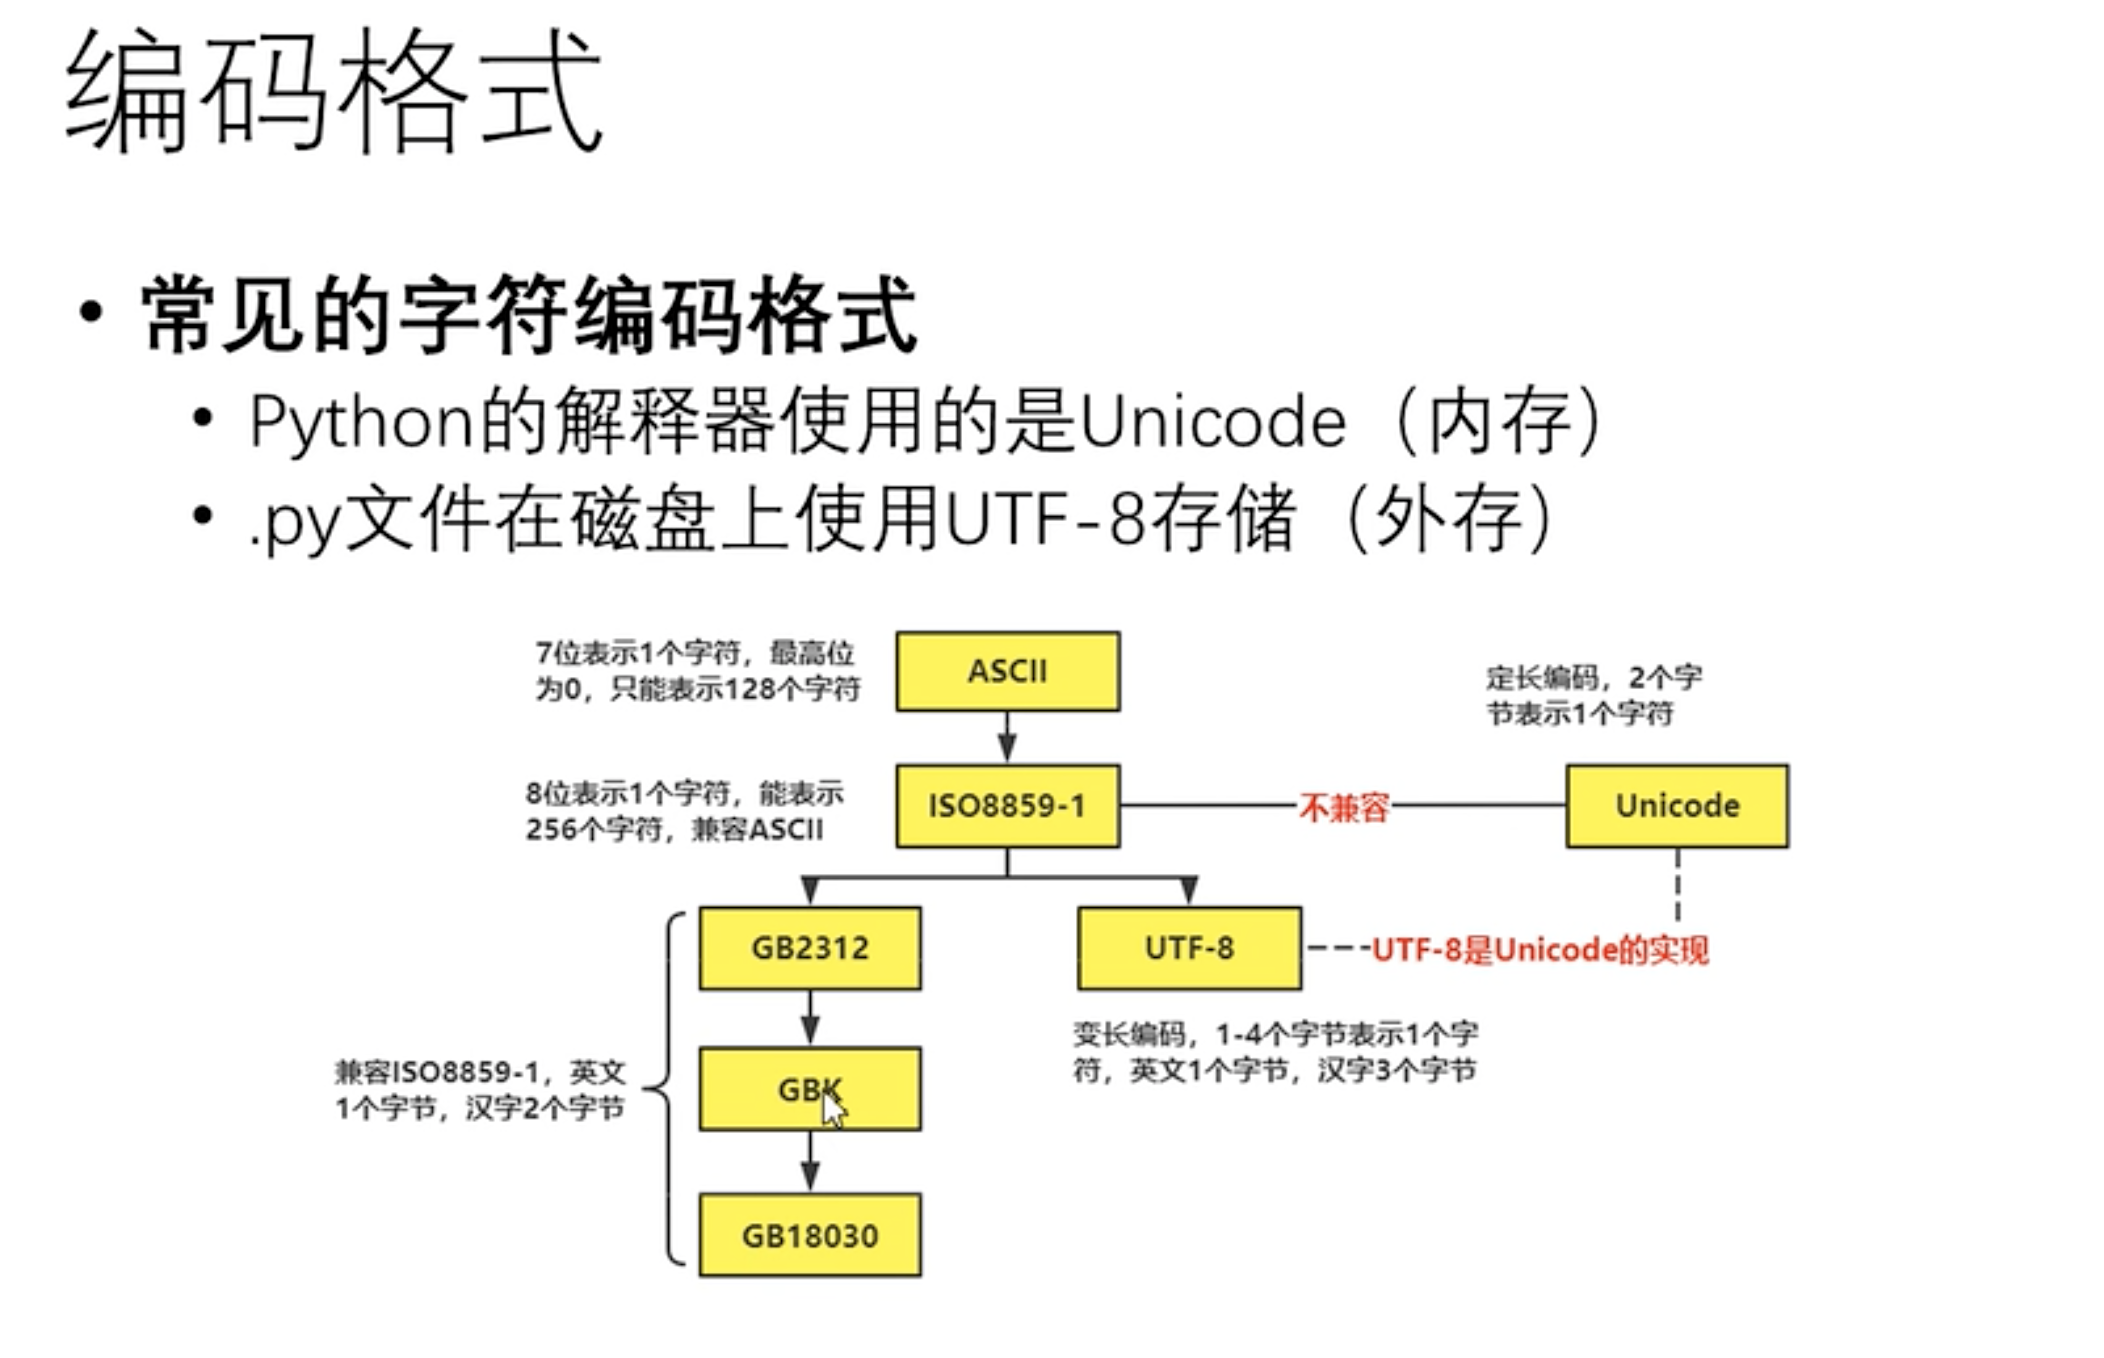 编码格式
• 常见的字符编码格式
• Python的解释器使用的是Unicode（内存）
• .py文件在磁盘上使用UTF-8存储（外存）
7位表示1个字符，最高位
为0，只能表示128个字符
ASCII
定长编码，2个字
节表示1个字符
8位表示1个字符，能表示
256个字符，兼容ASCII
ISO8859-1
不兼容
Unicode
GB2312
UTF-8
UTF-8是Unicode的实现
变长编码，1-4个字节表示1个字
符，英文1个字节，汉字3个字节
兼容ISO8859-1，英文
1个字节，汉字2个字节
GBK
GB18030